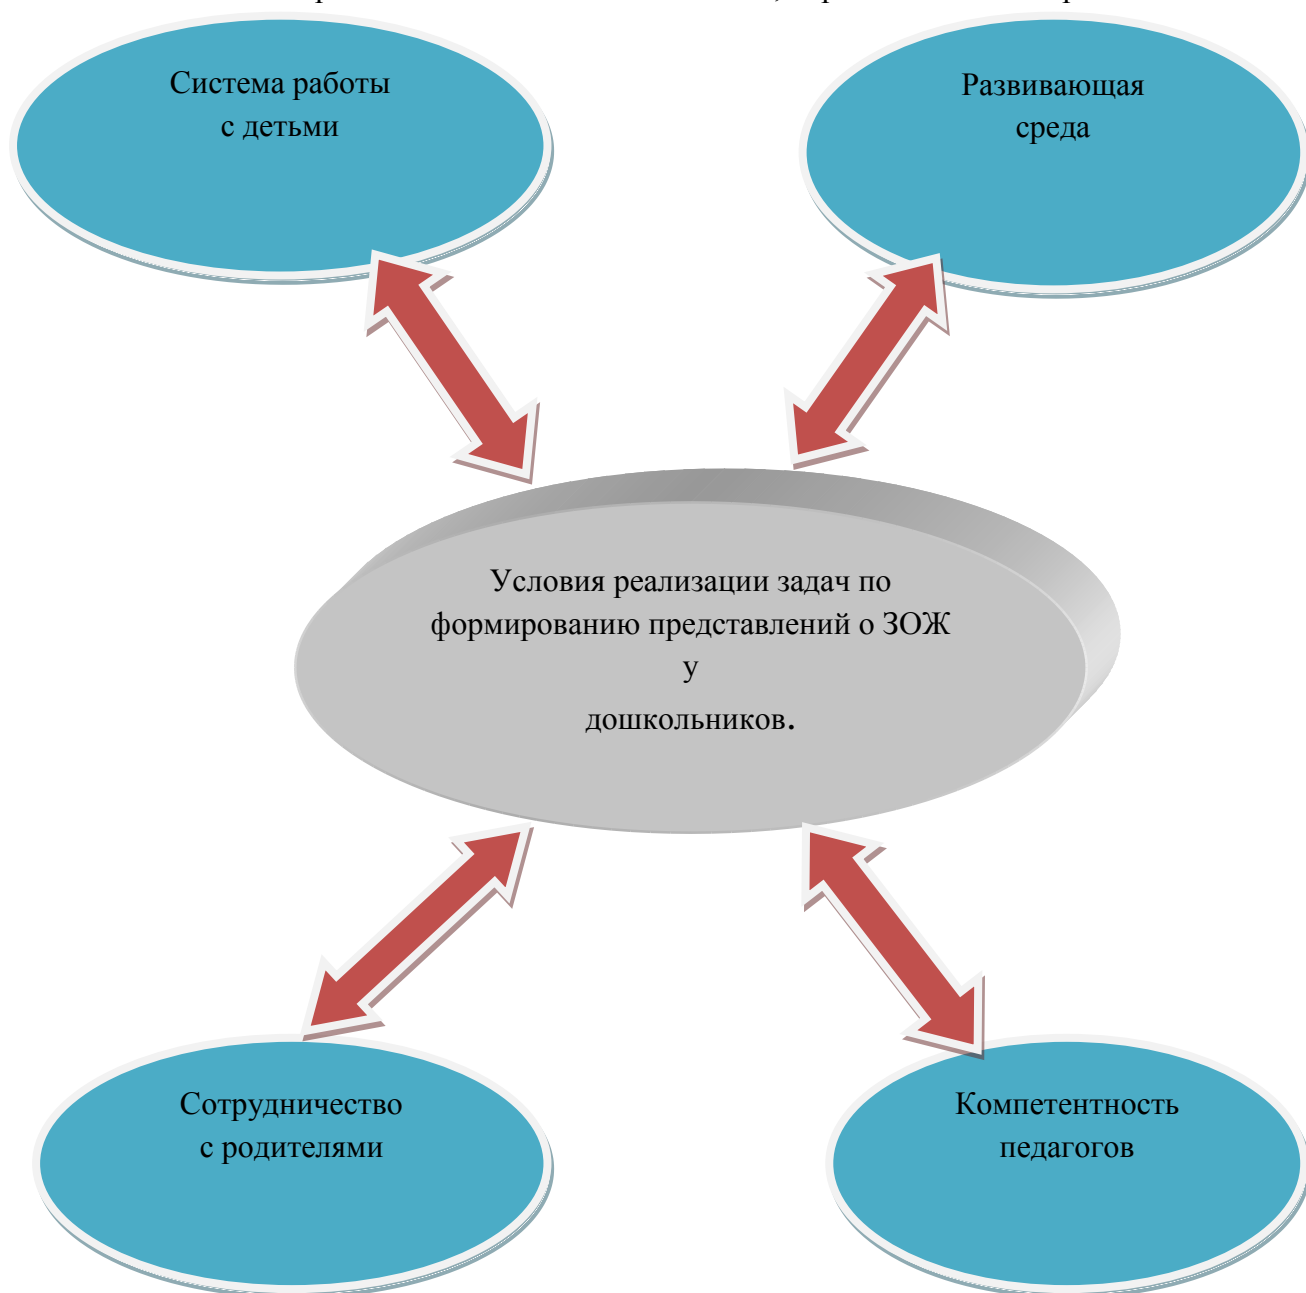 Система работы
с детьми
Развивающая
среда
Условия реализации задач по
формированию представлений о ЗОЖ
у
дошкольников.
Сотрудничество
с родителями
Компетентность
педагогов